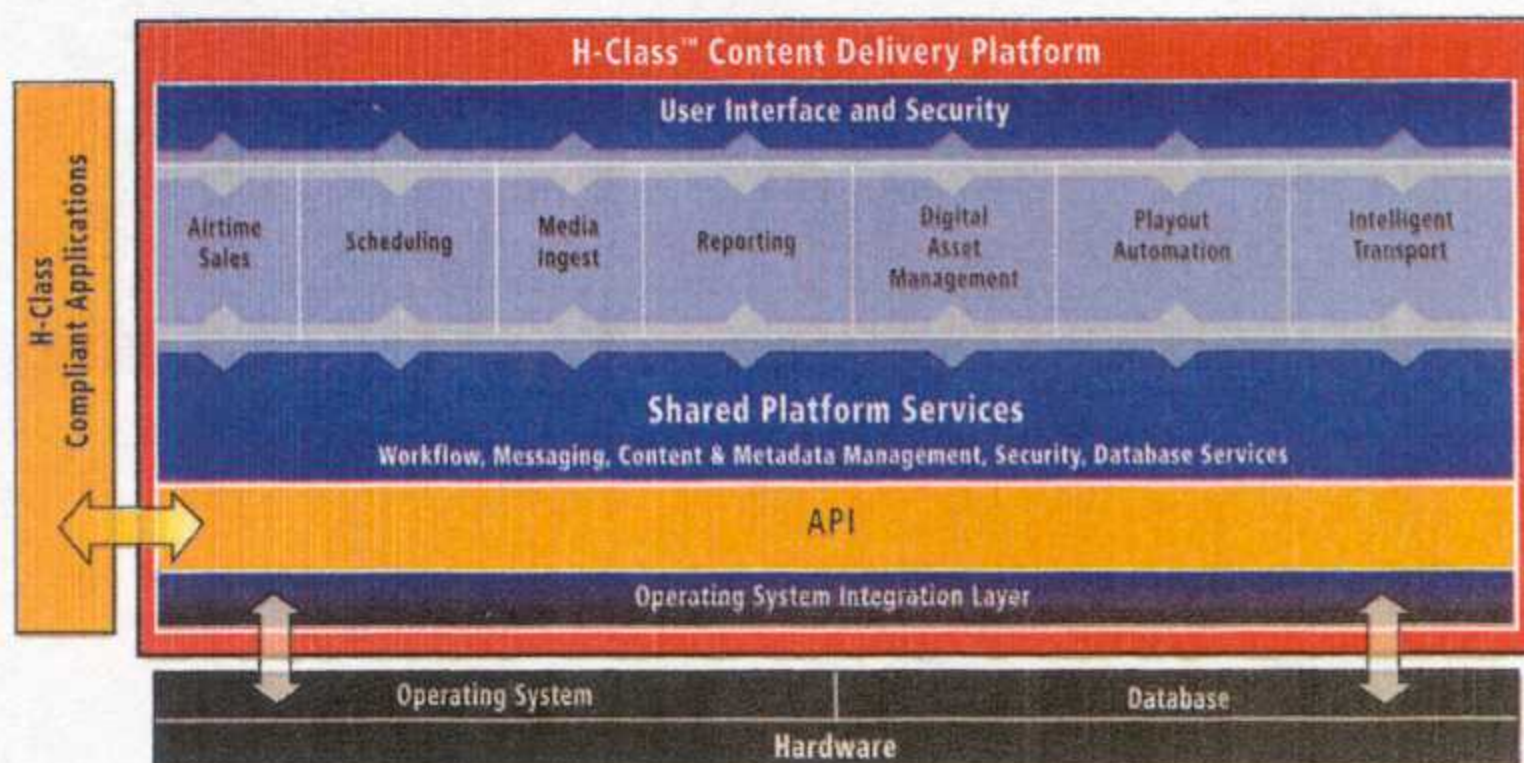 H-Class™ Content Delivery Platform
User Interface and Security
Airtime
Sales
Scheduling
Media
Ingest
Reporting
Digital
Asset
Management
Playout
Automation
Intelligent
Transport
Shared Platform Services
Workflow, Messaging, Content & Metadata Management, Security, Database Services
API
Operating System Integration Layer
H-Class
Compliant Applications
Operating System
Database
Hardware